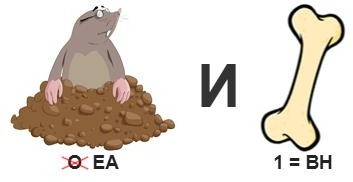 И
О ЕА
1 = ВН